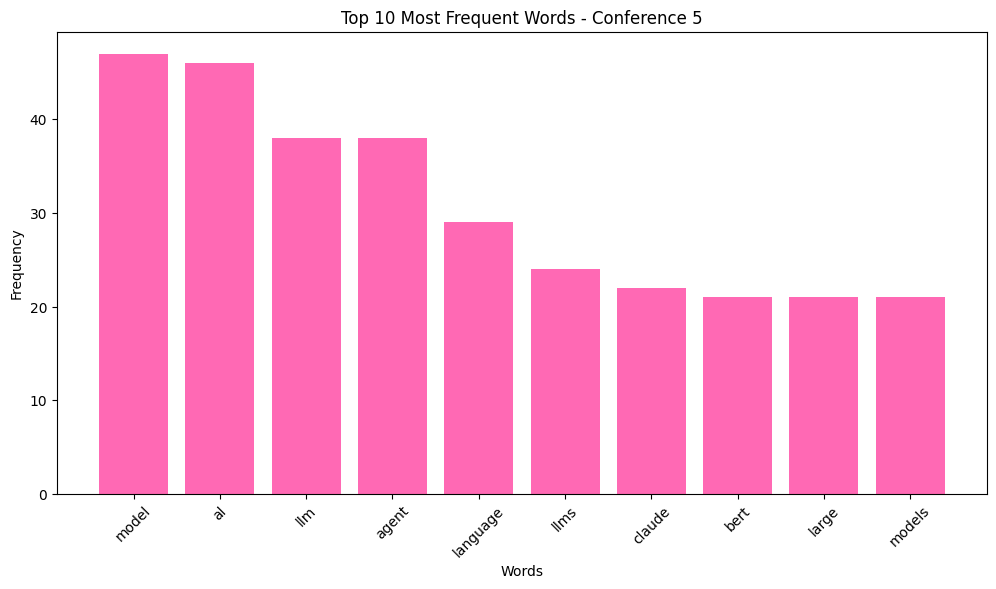 Top 10 Most Frequent Words - Conference 5
Frequency
40
30
20
10
0
model al llm agent language llms claude bert large models
Words